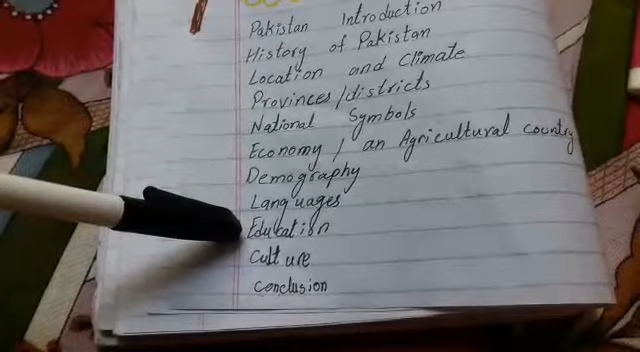 Pakistan Introduction
History of Pakistan
Location and Climate
Provinces/districts
National Symbols
Economy / an Agricultural country
Demography
Languages
Education
Culture
Conclusion